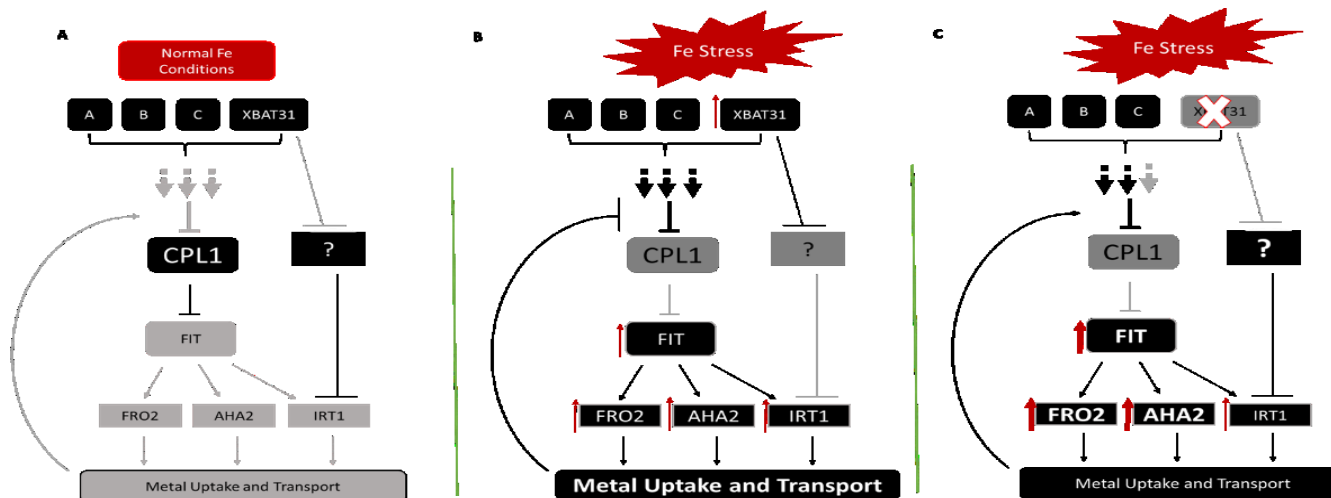 A
Normal Fe
Conditions
A B C XBAT31
CPL1 ?
FIT
FRO2 AHA2 IRT1
Metal Uptake and Transport
B
Fe Stress
A B C XBAT31
CPL1 ?
FIT
FRO2 AHA2 IRT1
Metal Uptake and Transport
C
Fe Stress
A B C XBAT31
CPL1 ?
FIT
FRO2 AHA2 IRT1
Metal Uptake and Transport